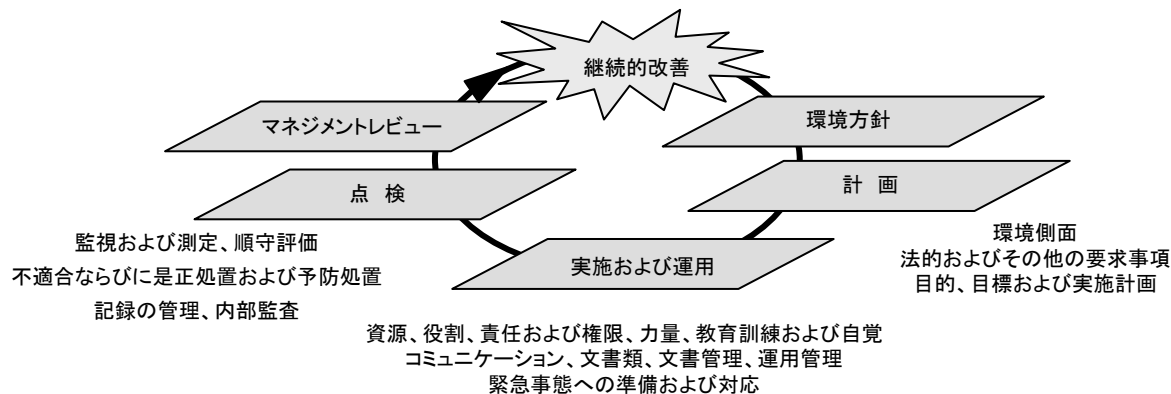 継続的改善
マネジメントレビュー
環境方針
点 検
計 画
監視および測定、順守評価
不適合ならびに是正処置および予防処置
記録の管理、内部監査
環境側面
法的およびその他の要求事項
目的、目標および実施計画
実施および運用
資源、役割、責任および権限、力量、教育訓練および自覚
コミュニケーション、文書類、文書管理、運用管理
緊急事態への準備および対応